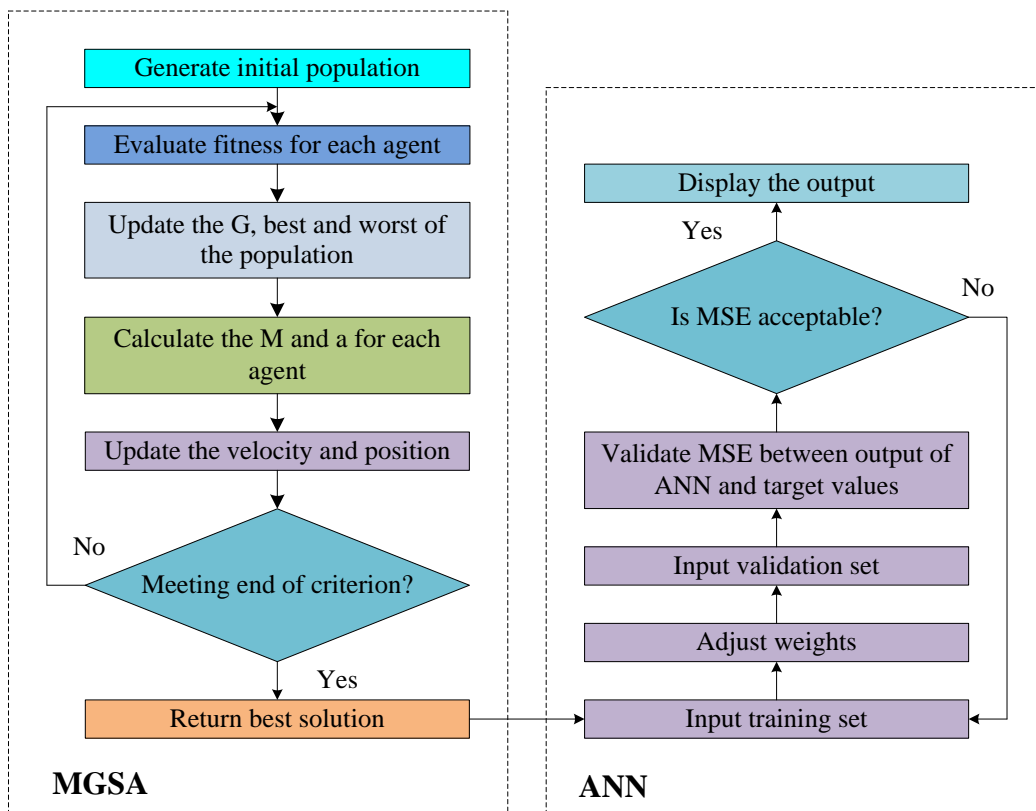 Generate initial population
Evaluate fitness for each agent
Update the G, best and worst of
the population
Calculate the M and a for each
agent
Update the velocity and position
No
Meeting end of criterion?
Yes
Return best solution
MGSA
Display the output
Yes
No
Is MSE acceptable?
Validate MSE between output of
ANN and target values
Input validation set
Adjust weights
Input training set
ANN